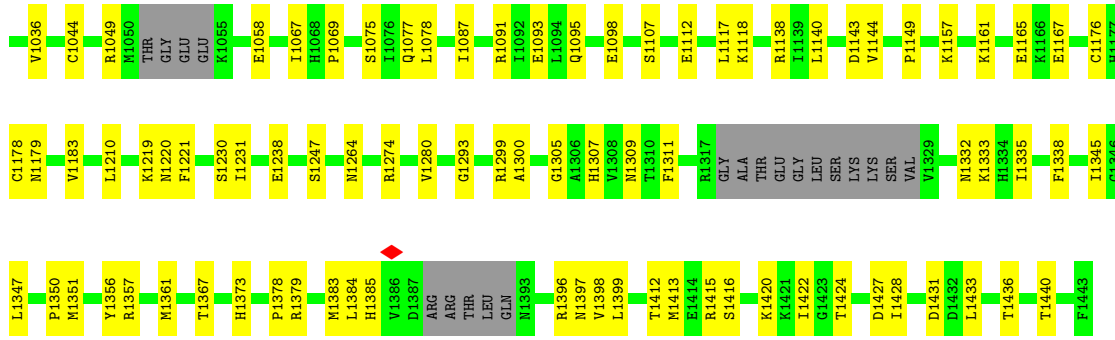 V1036 C1044 R1049 M1050 THR GLY GLU GLU K1055 E1058 I1067 H1068 P1069 S1075 I1076 Q1077 L1078 I1087 R1091 I1092 E1093 L1094 Q1095 E1098 S1107 E1112 L1117 K1118 R1138 I1139 L1140 D1143 V1144 P1149 K1157 K1161 E1165 K1166 E1167 C1176 H1177
C1178 N1179 V1183 L1210 K1219 N1220 F1221 S1230 I1231 E1238 S1247 N1264 R1274 V1280 G1293 R1299 A1300 G1305 A1306 H1307 V1308 N1309 T1310 F1311 R1317 GLY ALA THR GLU GLY LEU SER LYS LYS SER VAL V1329 N1332 K1333 H1334 I1335 F1338 I1345 G1346
L1347 P1350 M1351 Y1356 R1357 M1361 T1367 H1373 P1378 R1379 M1383 L1384 H1385 V1386 D1387 ARG ARG THR LEU GLN N1393 R1396 N1397 V1398 L1399 T1412 M1413 E1414 R1415 S1416 K1420 K1421 I1422 G1423 T1424 D1427 I1428 D1431 D1432 L1433 T1436 T1440 F1443